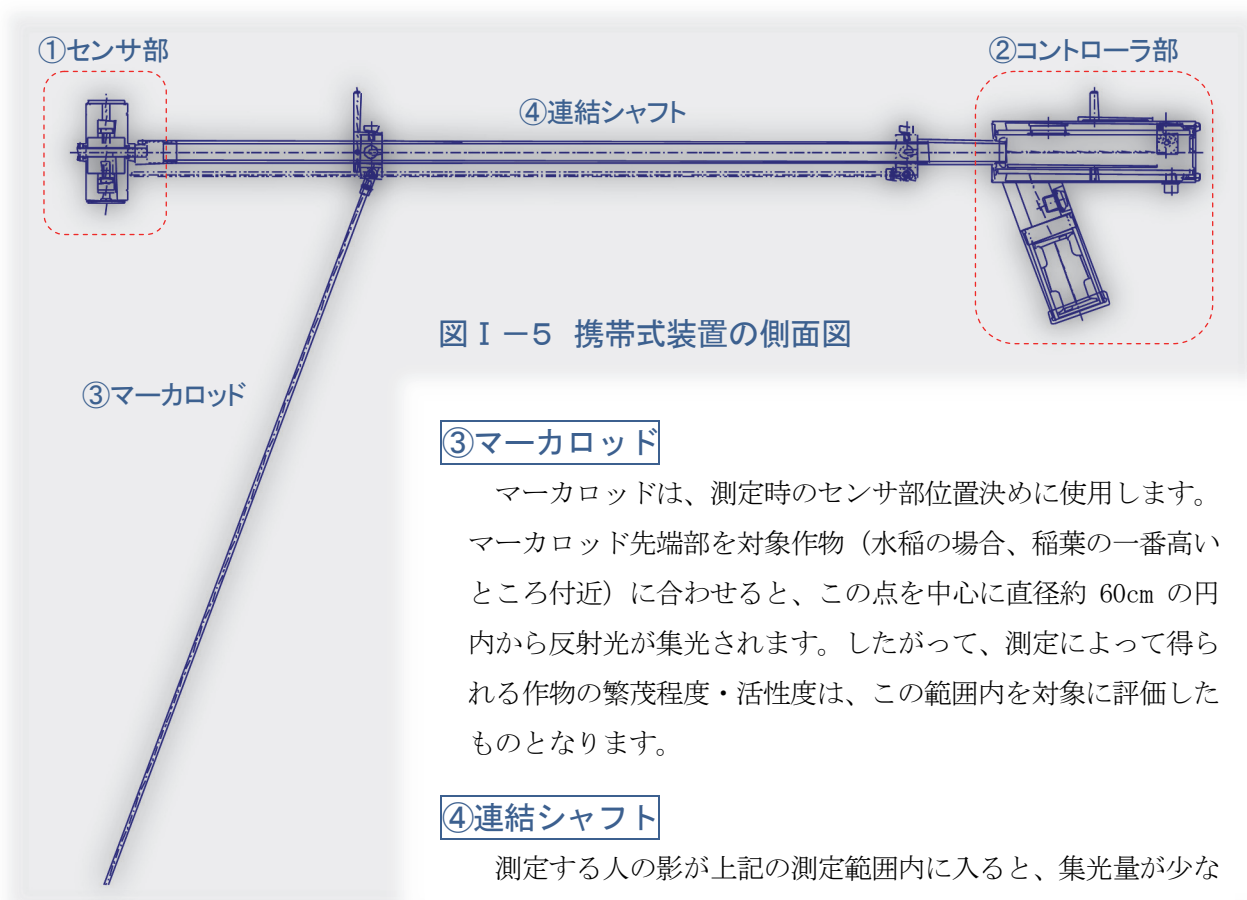 ①センサ部
②コントローラ部
④連結シャフト
図Ⅰ－5 携帯式装置の側面図
③マーカロッド
③マーカロッド
マーカロッドは、測定時のセンサ部位置決めに使用します。
マーカロッド先端部を対象作物（水稲の場合、稲葉の一番高い
ところ付近）に合わせると、この点を中心に直径約 60cm の円
内から反射光が集光されます。したがって、測定によって得ら
れる作物の繁茂程度・活性度は、この範囲内を対象に評価した
ものとなります。
④連結シャフト
測定する人の影が上記の測定範囲内に入ると、集光量が少な